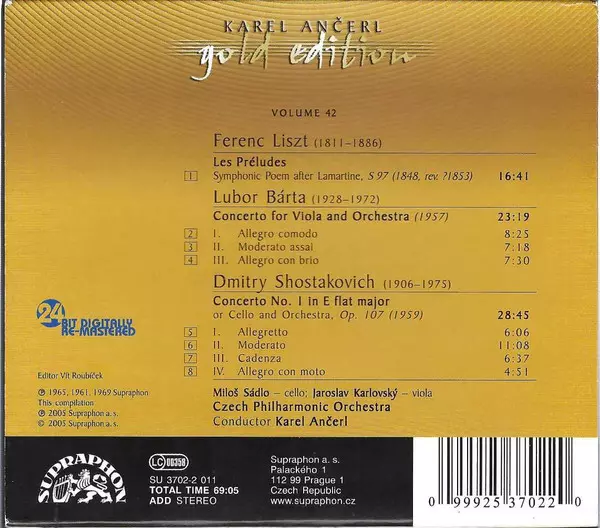 KAREL ANČERL
gold edition
VOLUME 42
Ferenc Liszt (1811–1886)
Les Préludes
1 Symphonic Poem after Lamartine, S 97 (1848, rev. ?1853) 16:41
Lubor Bárta (1928–1972)
Concerto for Viola and Orchestra (1957) 23:19
2 I. Allegro comodo 8:25
3 II. Moderato assai 7:18
4 III. Allegro con brio 7:30
Dmitry Shostakovich (1906–1975)
Concerto No. 1 in E flat major
or Cello and Orchestra, Op. 107 (1959) 28:45
5 I. Allegretto 6:06
6 II. Moderato 11:08
7 III. Cadenza 6:37
8 IV. Allegro con moto 4:51
24
BIT DIGITALLY
RE-MASTERED
Editor Vít Roubíček
℗ 1965, 1961, 1969 Supraphon
This compilation
℗ 2005 Supraphon a. s.
© 2005 Supraphon a. s.
Miloš Sádlo – cello; Jaroslav Karlovský – viola
Czech Philharmonic Orchestra
Conductor Karel Ančerl
SUPRAPHON
LC 00358
SU 3702-2 011
TOTAL TIME 69:05
ADD STEREO
Supraphon a. s.
Palackého 1
112 99 Prague 1
Czech Republic
0 99925 37022 0